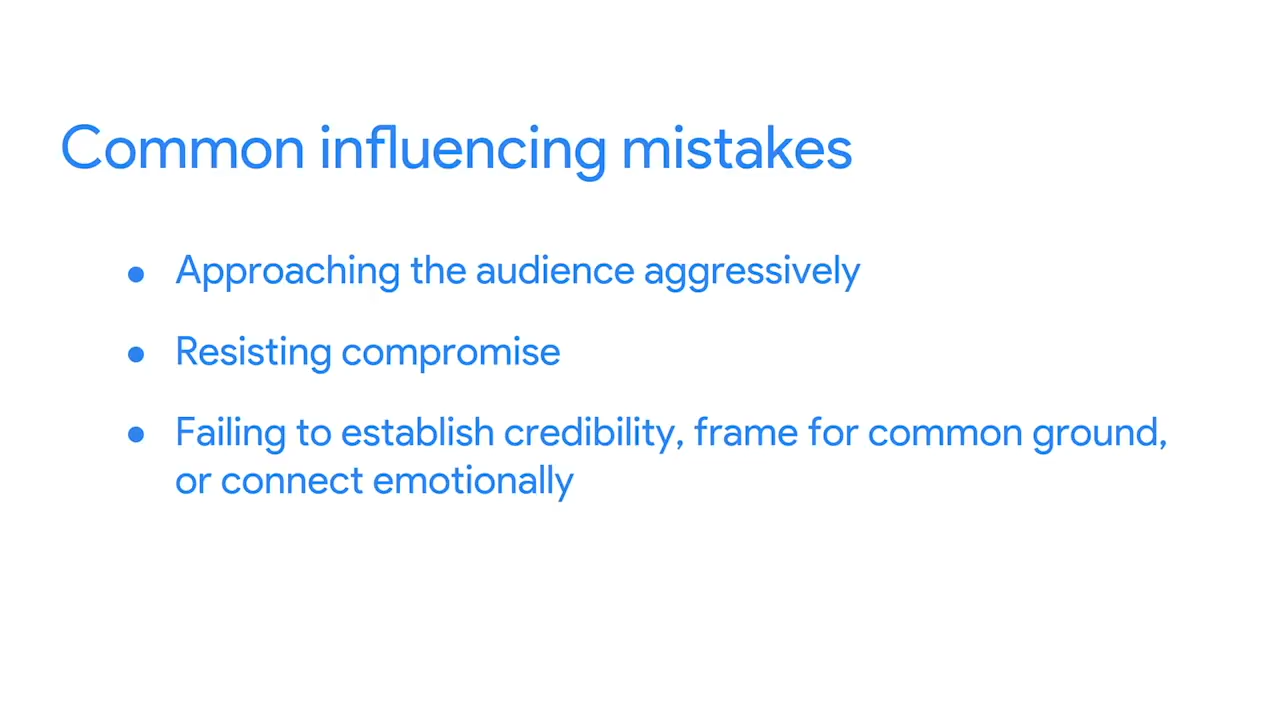 Common influencing mistakes
● Approaching the audience aggressively
● Resisting compromise
● Failing to establish credibility, frame for common ground,
or connect emotionally